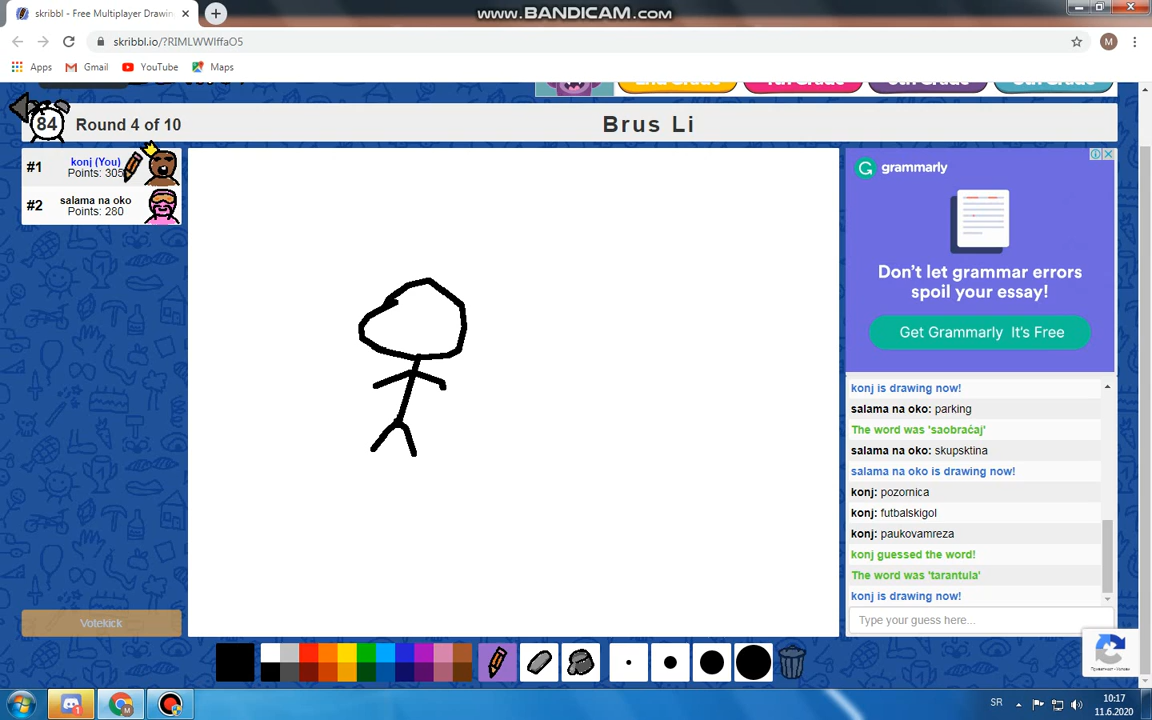 skribbl - Free Multiplayer Drawin
www.BANDICAM.com
skribbl.io/?RIMLWWlffaO5
M
Apps
Gmail
YouTube
Maps
84
Round 4 of 10
Brus Li
#1
konj (You)
Points: 305
#2
salama na oko
Points: 280
grammarly
Don't let grammar errors
spoil your essay!
Get Grammarly It's Free
konj is drawing now!
salama na oko: parking
The word was 'saobraćaj'
salama na oko: skupsktina
salama na oko is drawing now!
konj: pozornica
konj: futbalskigol
konj: paukovamreza
konj guessed the word!
The word was 'tarantula'
konj is drawing now!
Type your guess here...
Votekick
SR
10:17
11.6.2020